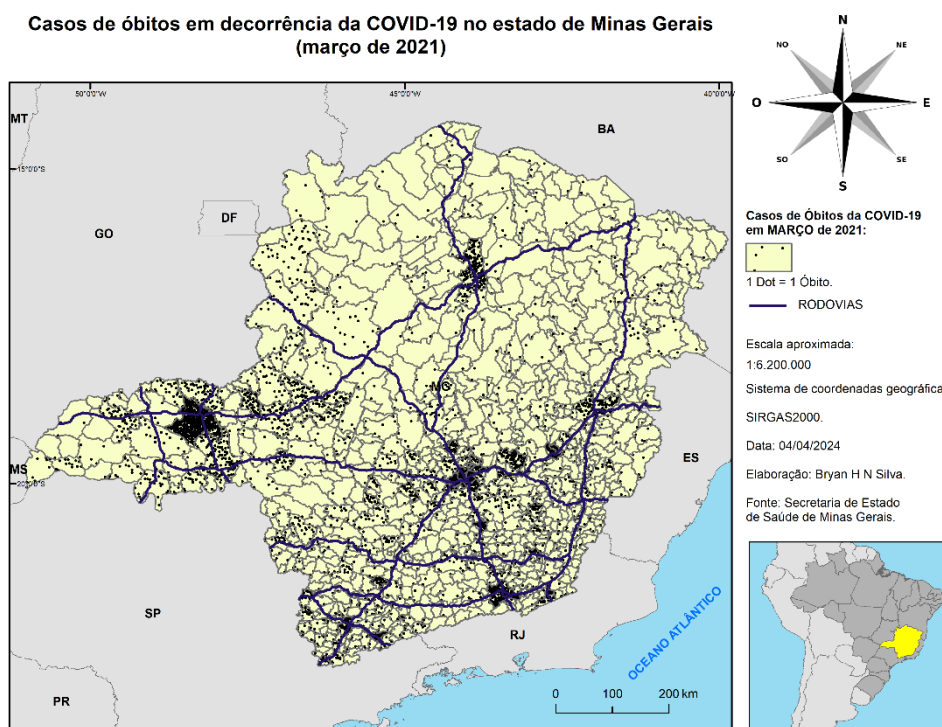 Casos de óbitos em decorrência da COVID-19 no estado de Minas Gerais
(março de 2021)
N
NO
NE
O
E
SO
SE
S
50°0'0"O
45°0'0"O
40°0'0"O
MT
BA
15°0'0"S
DF
GO
MG
MS
20°0'0"S
ES
SP
RJ
PR
OCEANO ATLÂNTICO
0 100 200 km
Casos de Óbitos da COVID-19
em MARÇO de 2021:
1 Dot = 1 Óbito.
RODOVIAS
Escala aproximada:
1:6.200.000
Sistema de coordenadas geográfica
SIRGAS2000.
Data: 04/04/2024
Elaboração: Bryan H N Silva.
Fonte: Secretaria de Estado
de Saúde de Minas Gerais.